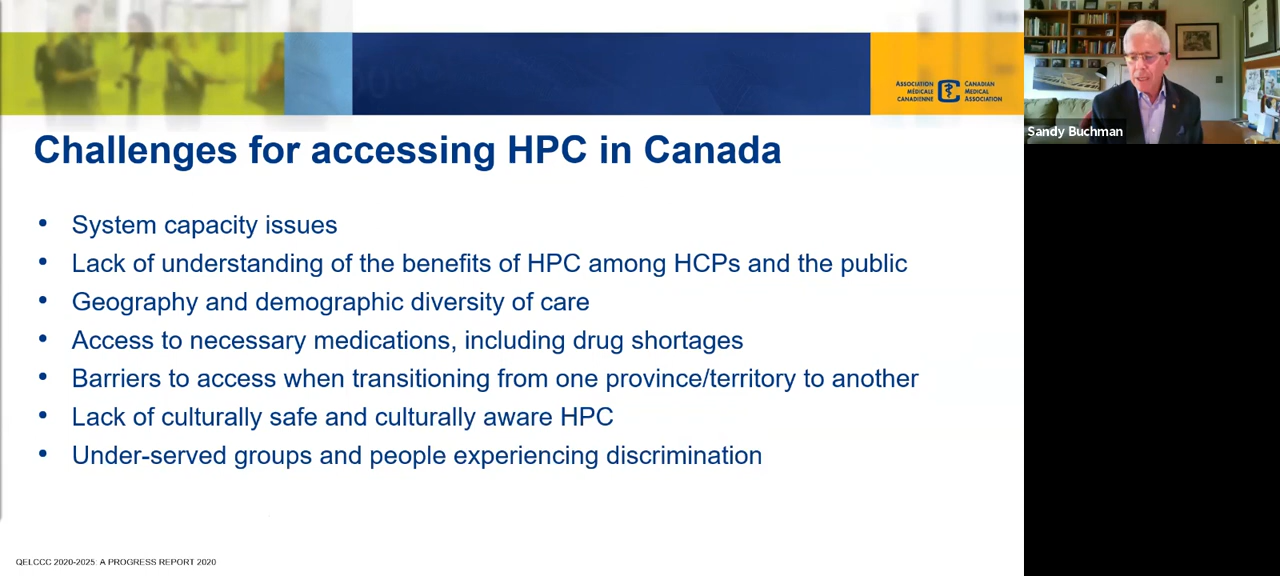 ASSOCIATION
MÉDICALE
CANADIENNE
CANADIAN
MEDICAL
ASSOCIATION
Sandy Buchman
Challenges for accessing HPC in Canada
• System capacity issues
• Lack of understanding of the benefits of HPC among HCPs and the public
• Geography and demographic diversity of care
• Access to necessary medications, including drug shortages
• Barriers to access when transitioning from one province/territory to another
• Lack of culturally safe and culturally aware HPC
• Under-served groups and people experiencing discrimination
QELCCC 2020-2025: A PROGRESS REPORT 2020